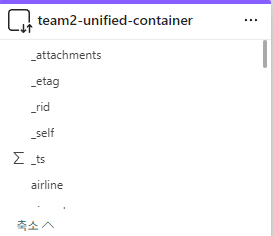 team2-unified-container
_attachments
_etag
_rid
_self
Σ _ts
airline
축소